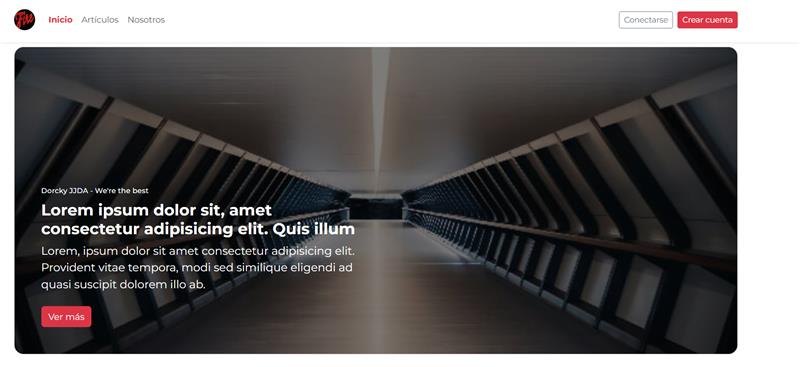 Inicio Artículos Nosotros Conectarse Crear cuenta
Dorcky JJDA - We're the best
Lorem ipsum dolor sit, amet
consectetur adipisicing elit. Quis illum
Lorem, ipsum dolor sit amet consectetur adipisicing elit.
Provident vitae tempora, modi sed similique eligendi ad
quasi suscipit dolorem illo ab.
Ver más